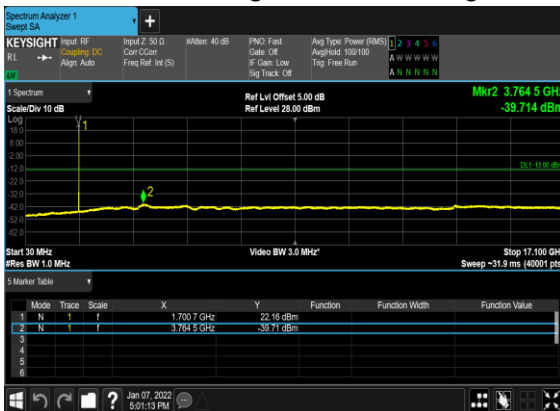 Spectrum Analyzer 1
Swept SA
KEYSIGHT Input: RF Input Z: 50 Ω #Atten: 40 dB PNO: Fast Avg Type: Power (RMS) 1 2 3 4 5 6
RL Coupling: DC Corr CCorr Gate: Off Avg|Hold: 100/100 A W W W W W
Align: Auto Freq Ref: Int (S) IF Gain: Low Trig: Free Run
LV Sig Track: Off A N N N N N
1 Spectrum Ref Lvl Offset 5.00 dB Mkr2 3.764 5 GHz
Scale/Div 10 dB Ref Level 28.00 dBm -39.714 dBm
Log
18.0 1
8.00
-2.00
-12.0 DL1 -13.00 dBm
-22.0
-32.0 2
-42.0
-52.0
-62.0
Start 30 MHz Video BW 3.0 MHz* Stop 17.100 GHz
#Res BW 1.0 MHz Sweep ~31.9 ms (40001 pts)
5 Marker Table
Mode Trace Scale X Y Function Function Width Function Value
1 N 1 f 1.700 7 GHz 22.16 dBm
2 N 1 f 3.764 5 GHz -39.71 dBm
3
4
5
6
? Jan 07, 2022
5:01:13 PM